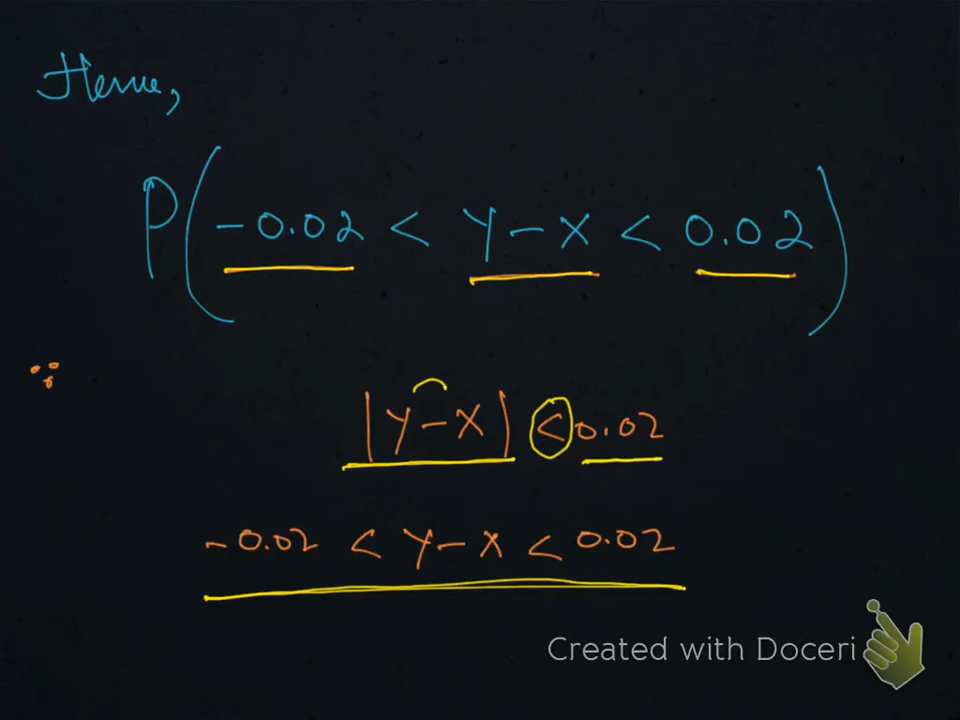 Hence,
P(-0.02 < Y-X < 0.02)
∵
|Y-X| < 0.02
-0.02 < Y-X < 0.02
Created with Doceri